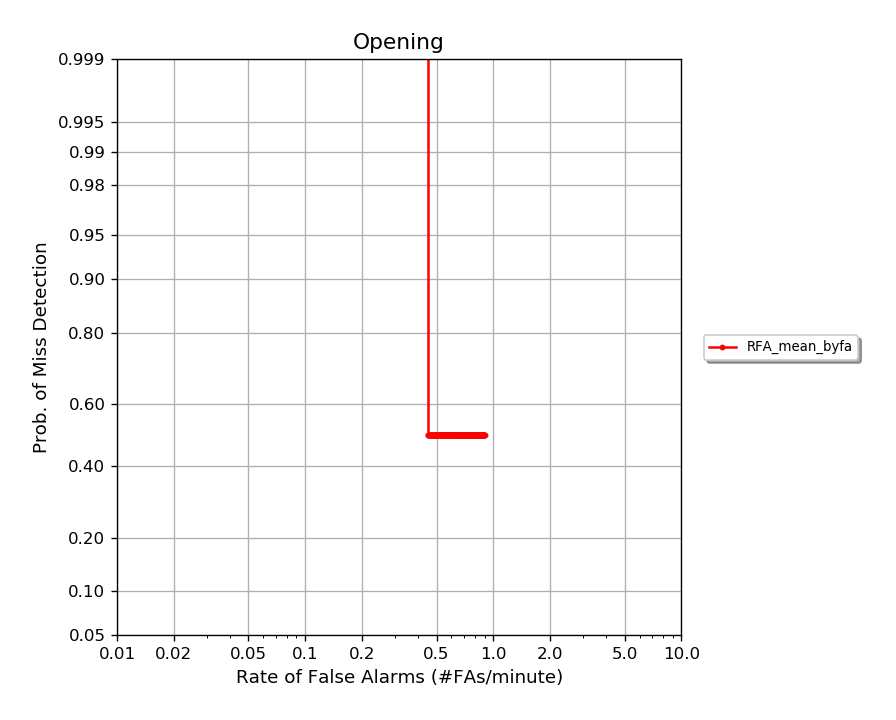 Opening
0.999
0.995
0.99
0.98
0.95
0.90
0.80
0.60
0.40
0.20
0.10
0.05
Prob. of Miss Detection
0.01 0.02 0.05 0.1 0.2 0.5 1.0 2.0 5.0 10.0
Rate of False Alarms (#FAs/minute)
RFA_mean_byfa